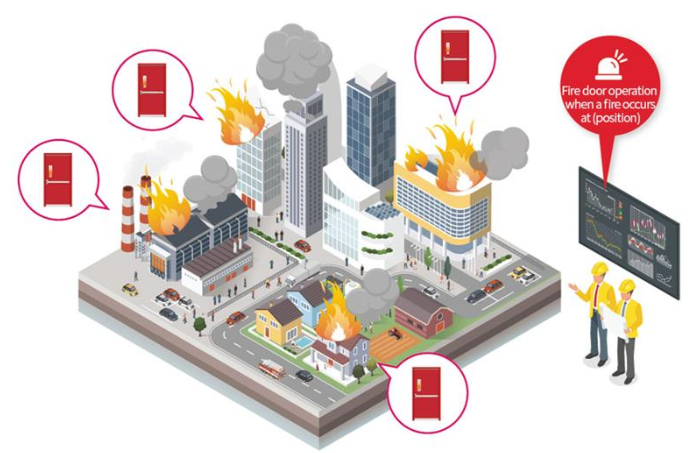 Fire door operation
when a fire occurs
at (position)